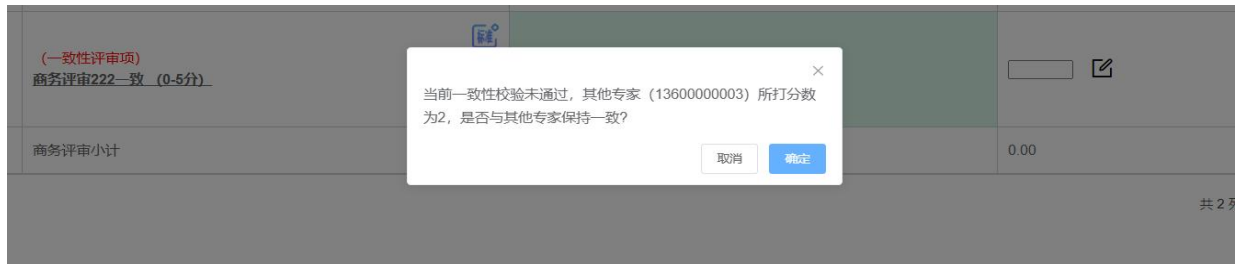 标准
(一致性评审项)
商务评审222一致 (0-5分)
当前一致性校验未通过，其他专家（13600000003）所打分数
为2，是否与其他专家保持一致?
取消
确定
商务评审小计
0.00
共2列